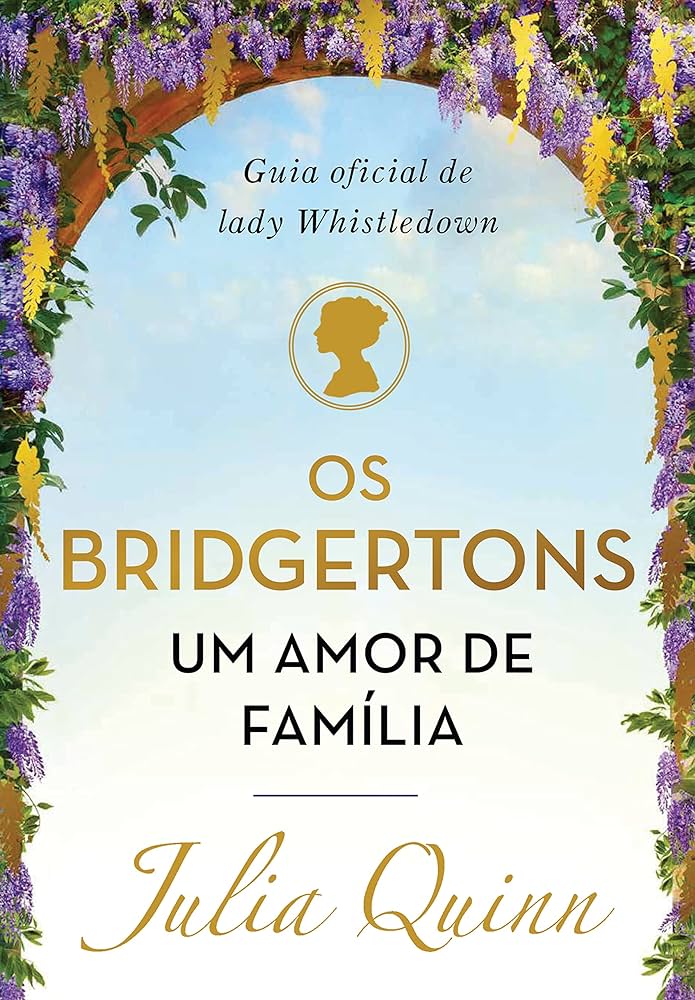 Guia oficial de
lady Whistledown
OS
BRIDGERTONS
UM AMOR DE
FAMÍLIA
Julia Quinn